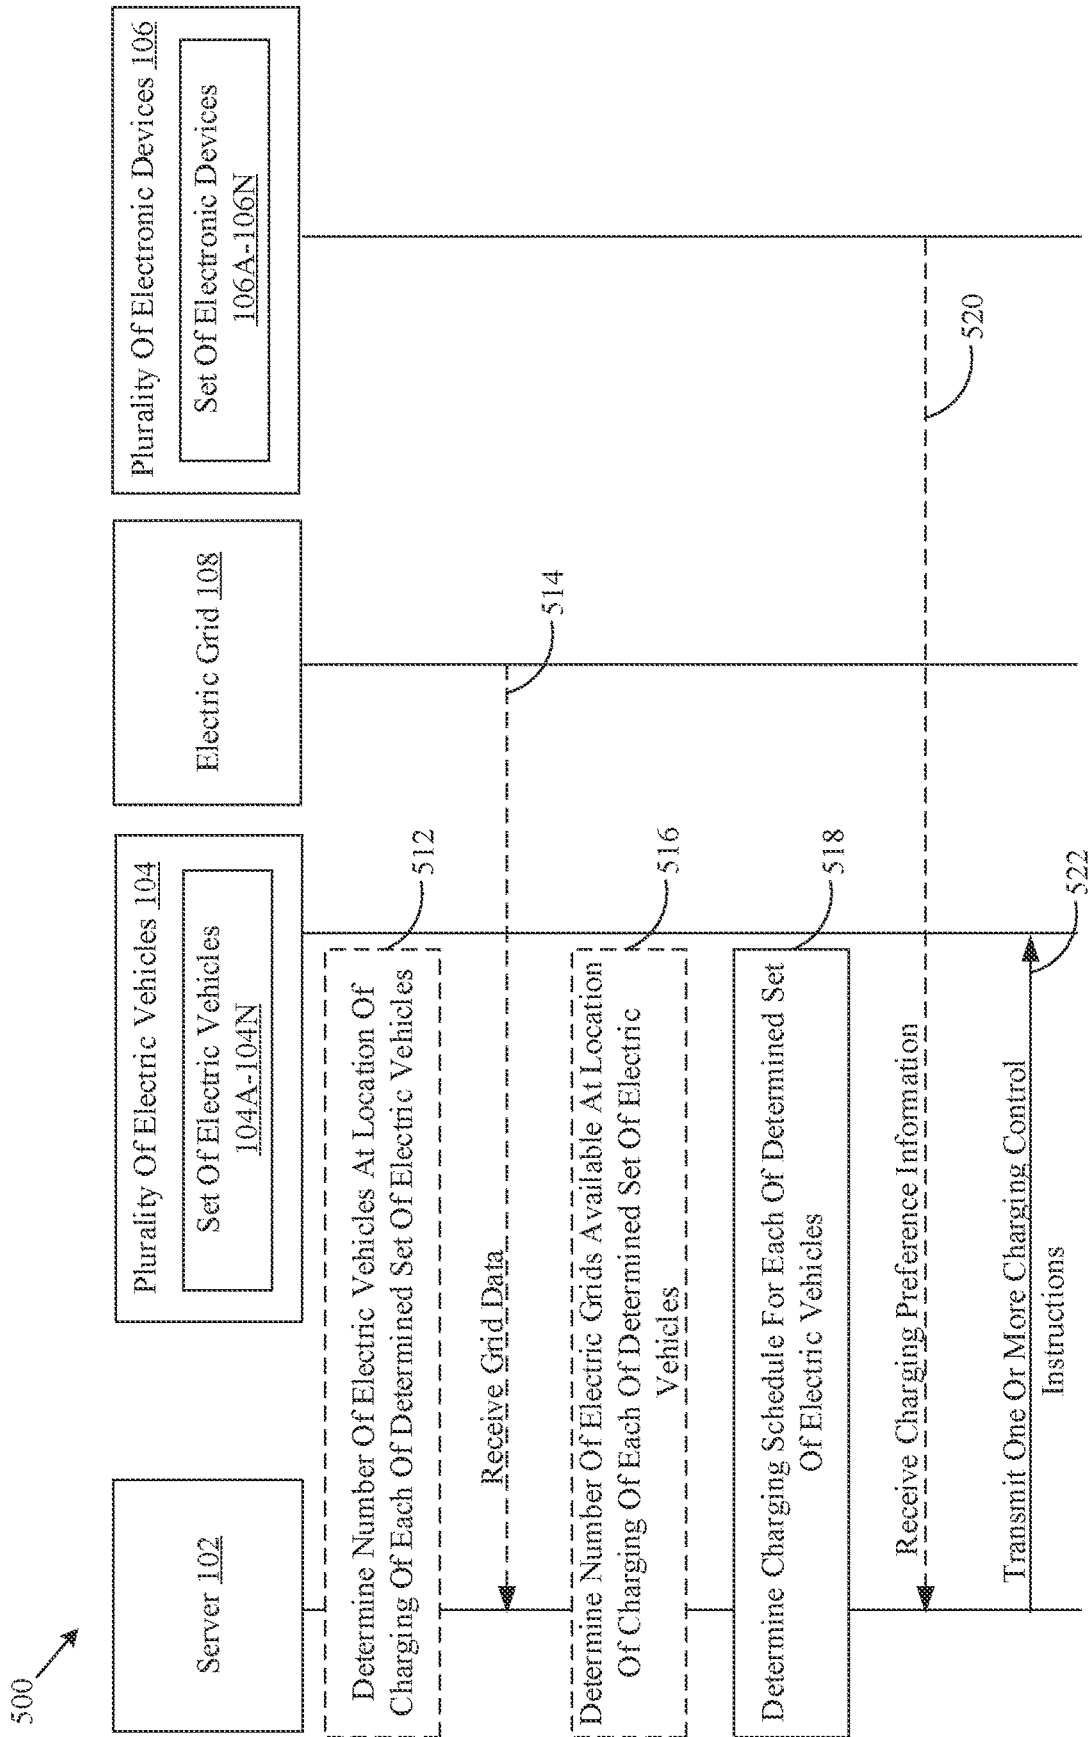 500
Server 102
Plurality Of Electric Vehicles 104
Set Of Electric Vehicles
104A-104N
Electric Grid 108
Plurality Of Electronic Devices 106
Set Of Electronic Devices
106A-106N
Determine Number Of Electric Vehicles At Location Of
Charging Of Each Of Determined Set Of Electric Vehicles
512
Receive Grid Data
514
Determine Number Of Electric Grids Available At Location
Of Charging Of Each Of Determined Set Of Electric
Vehicles
516
Determine Charging Schedule For Each Of Determined Set
Of Electric Vehicles
518
Receive Charging Preference Information
520
Transmit One Or More Charging Control
Instructions
522